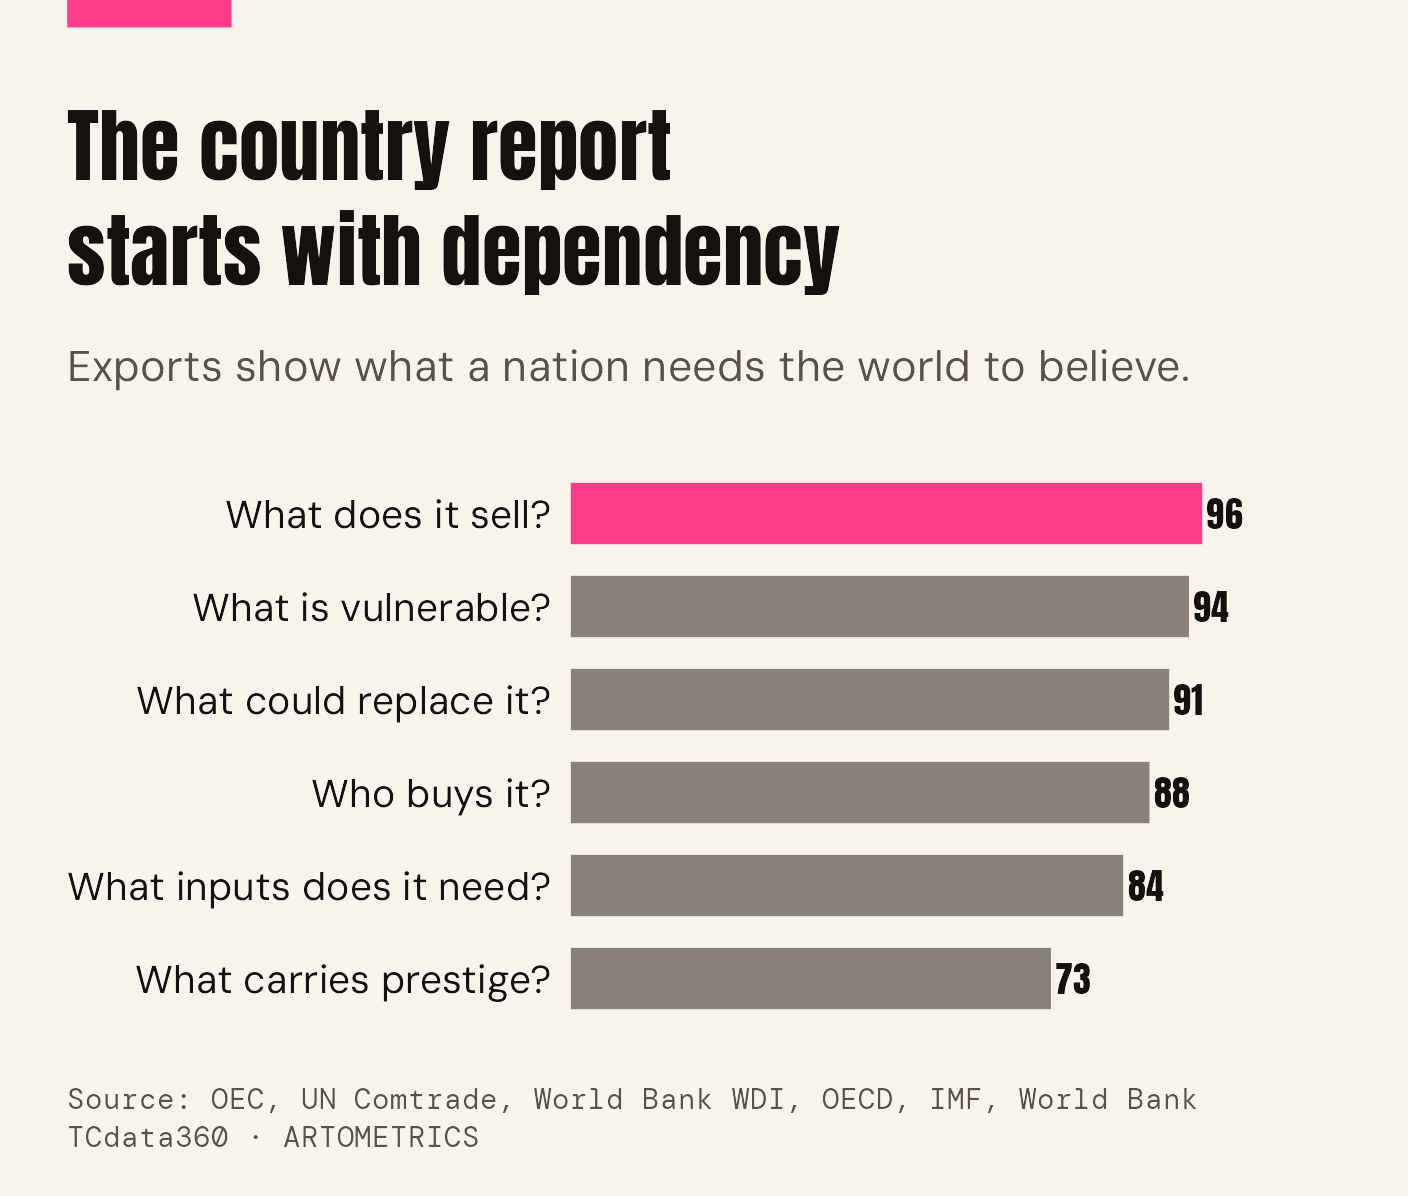 The country report
starts with dependency
Exports show what a nation needs the world to believe.
What does it sell? 96
What is vulnerable? 94
What could replace it? 91
Who buys it? 88
What inputs does it need? 84
What carries prestige? 73
Source: OEC, UN Comtrade, World Bank WDI, OECD, IMF, World Bank
TCdata360 · ARTOMETRICS